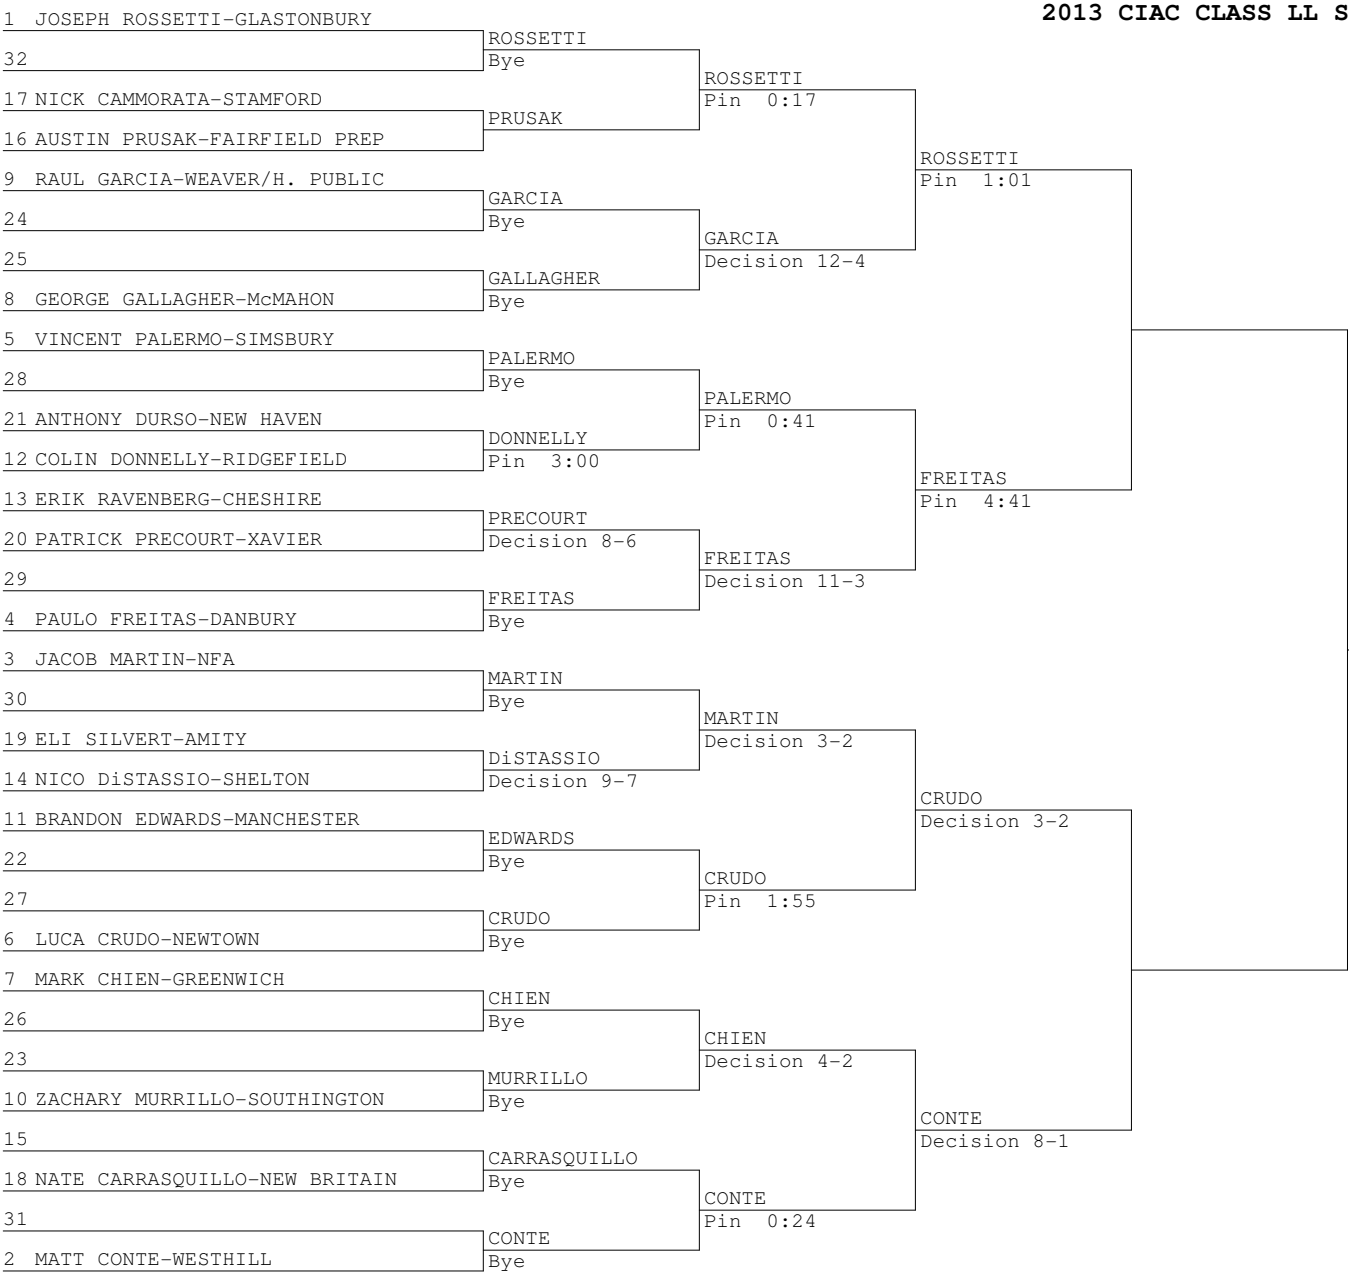 2013 CIAC CLASS LL S
1 JOSEPH ROSSETTI-GLASTONBURY
ROSSETTI
32
Bye
ROSSETTI
17 NICK CAMMORATA-STAMFORD
Pin 0:17
PRUSAK
16 AUSTIN PRUSAK-FAIRFIELD PREP
ROSSETTI
9 RAUL GARCIA-WEAVER/H. PUBLIC
Pin 1:01
GARCIA
24
Bye
GARCIA
25
Decision 12-4
GALLAGHER
8 GEORGE GALLAGHER-McMAHON
Bye
5 VINCENT PALERMO-SIMSBURY
PALERMO
28
Bye
PALERMO
21 ANTHONY DURSO-NEW HAVEN
Pin 0:41
DONNELLY
12 COLIN DONNELLY-RIDGEFIELD
Pin 3:00
FREITAS
13 ERIK RAVENBERG-CHESHIRE
Pin 4:41
PRECOURT
20 PATRICK PRECOURT-XAVIER
Decision 8-6
FREITAS
29
Decision 11-3
FREITAS
4 PAULO FREITAS-DANBURY
Bye
3 JACOB MARTIN-NFA
MARTIN
30
Bye
MARTIN
19 ELI SILVERT-AMITY
Decision 3-2
DiSTASSIO
14 NICO DiSTASSIO-SHELTON
Decision 9-7
CRUDO
11 BRANDON EDWARDS-MANCHESTER
Decision 3-2
EDWARDS
22
Bye
CRUDO
27
Pin 1:55
CRUDO
6 LUCA CRUDO-NEWTOWN
Bye
7 MARK CHIEN-GREENWICH
CHIEN
26
Bye
CHIEN
23
Decision 4-2
MURRILLO
10 ZACHARY MURRILLO-SOUTHINGTON
Bye
CONTE
15
Decision 8-1
CARRASQUILLO
18 NATE CARRASQUILLO-NEW BRITAIN
Bye
CONTE
31
Pin 0:24
CONTE
2 MATT CONTE-WESTHILL
Bye